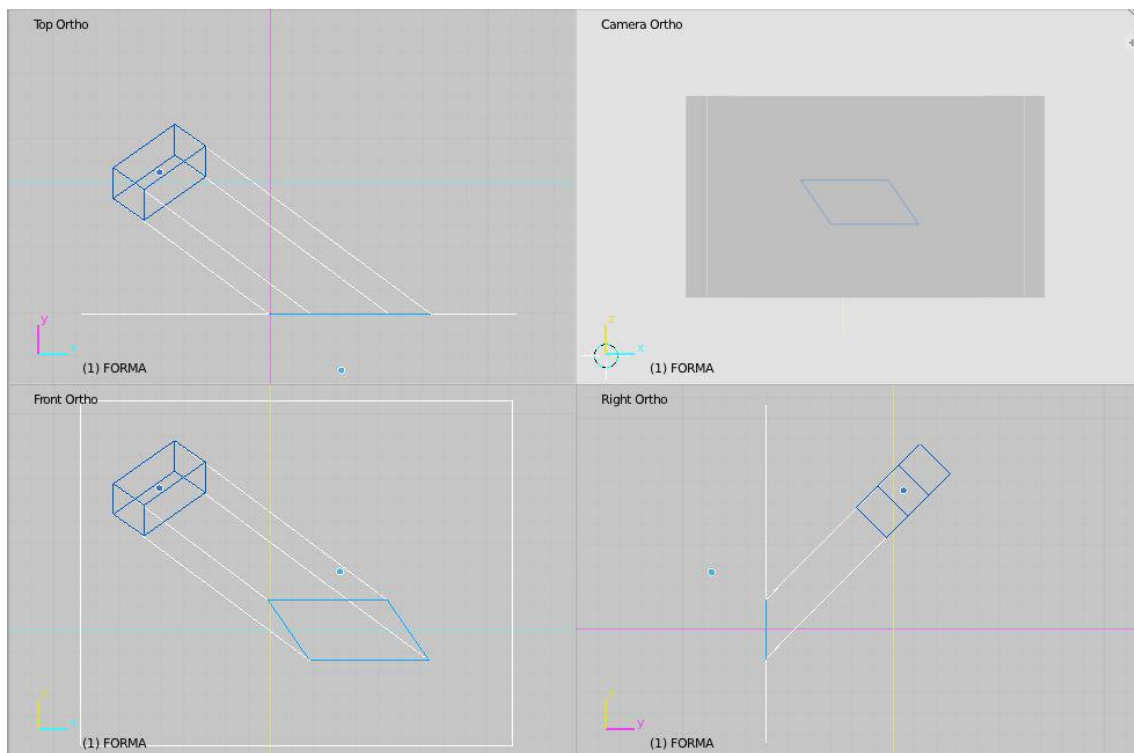 Top Ortho
y
x
(1) FORMA
Camera Ortho
z
x
(1) FORMA
Front Ortho
z
x
(1) FORMA
Right Ortho
z
y
(1) FORMA